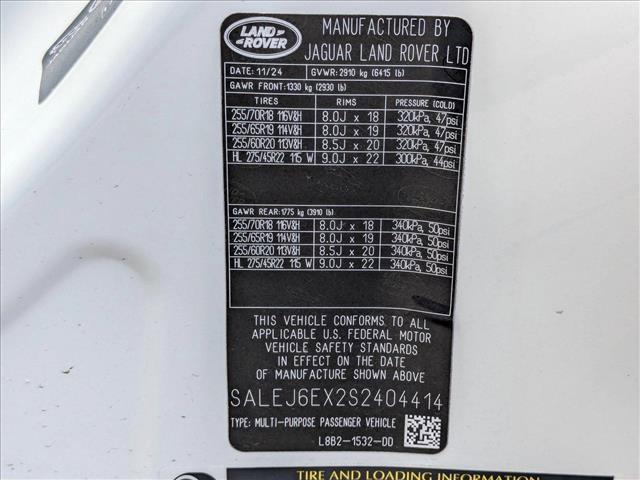 LAND
ROVER
MANUFACTURED BY
JAGUAR LAND ROVER LTD
DATE: 11/24 GVWR: 2910 kg (6415 lb)
GAWR FRONT: 1330 kg (2930 lb)
TIRES RIMS PRESSURE (COLD)
255/70R18 116V&H 8.0J x 18 320kPa, 47psi
255/65R19 114V&H 8.0J x 19 320kPa, 47psi
255/60R20 113V&H 8.5J x 20 320kPa, 47psi
HL 275/45R22 115 W 9.0J x 22 300kPa, 44psi
GAWR REAR: 1775 kg (3910 lb)
255/70R18 116V&H 8.0J x 18 340kPa, 50psi
255/65R19 114V&H 8.0J x 19 340kPa, 50psi
255/60R20 113V&H 8.5J x 20 340kPa, 50psi
HL 275/45R22 115 W 9.0J x 22 340kPa, 50psi
THIS VEHICLE CONFORMS TO ALL
APPLICABLE U.S. FEDERAL MOTOR
VEHICLE SAFETY STANDARDS
IN EFFECT ON THE DATE
OF MANUFACTURE SHOWN ABOVE
SALEJ6EX2S2404414
TYPE: MULTI-PURPOSE PASSENGER VEHICLE
L8B2-1532-DD
TIRE AND LOADING INFORMATION